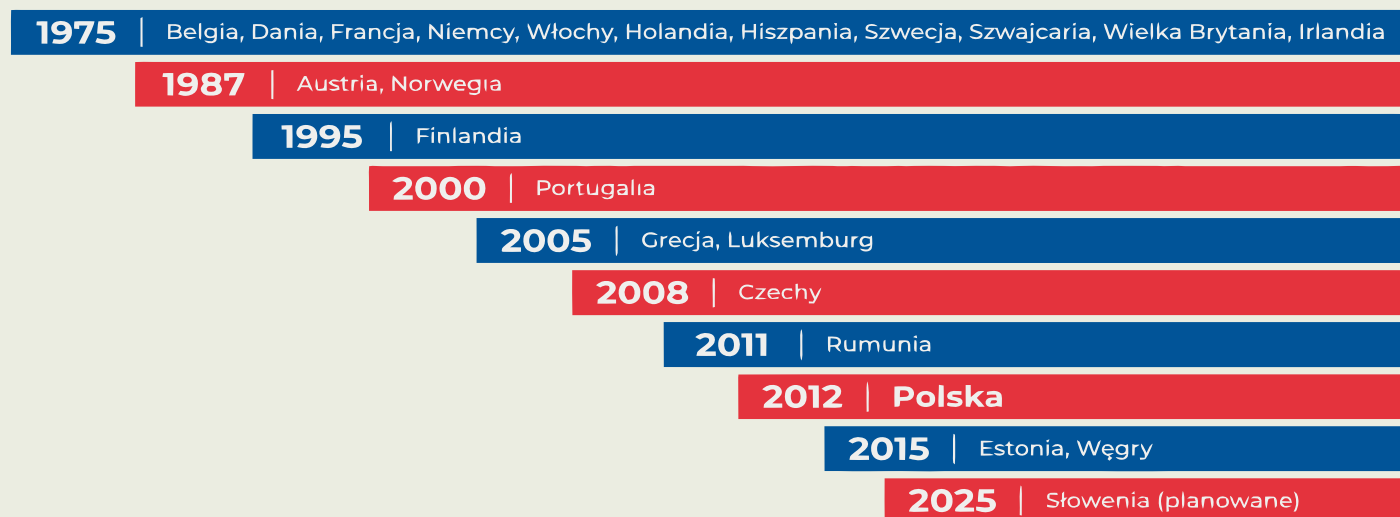 1975 | Belgia, Dania, Francja, Niemcy, Włochy, Holandia, Hiszpania, Szwecja, Szwajcaria, Wielka Brytania, Irlandia
1987 | Austria, Norwegia
1995 | Finlandia
2000 | Portugalia
2005 | Grecja, Luksemburg
2008 | Czechy
2011 | Rumunia
2012 | Polska
2015 | Estonia, Węgry
2025 | Słowenia (planowane)